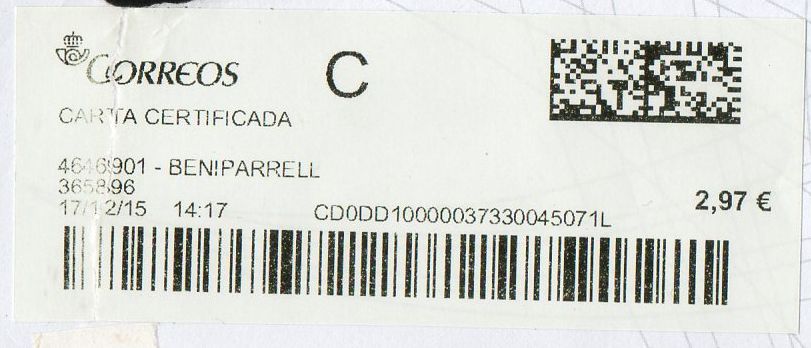 CORREOS
C
CARTA CERTIFICADA
4646901 - BENIPARRELL
365896
2,97 €
17/12/15 14:17 CD0DD10000037330045071L